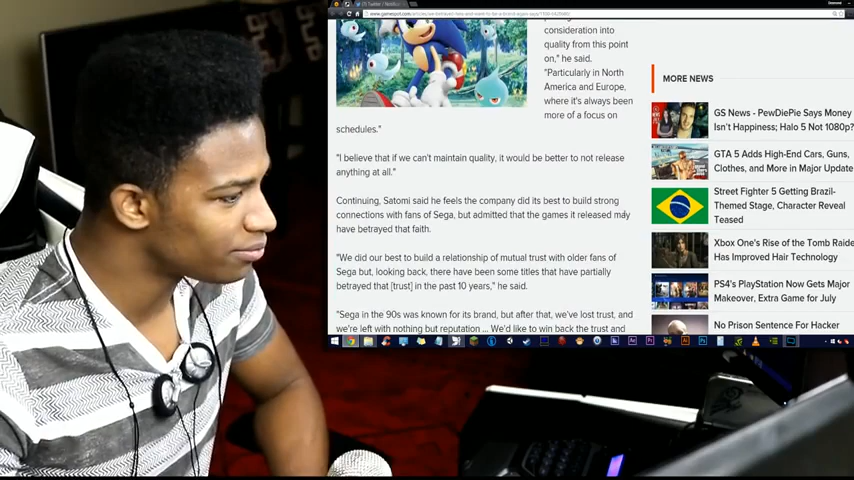 (1) Twitter / Notificat
www.gamespot.com/articles/
consideration into
quality from this point
on," he said.
"Particularly in North
America and Europe,
where it's always been
more of a focus on
schedules."
"I believe that if we can't maintain quality, it would be better to not release
anything at all."
Continuing, Satomi said he feels the company did its best to build strong
connections with fans of Sega, but admitted that the games it released may
have betrayed that faith.
"We did our best to build a relationship of mutual trust with older fans of
Sega but, looking back, there have been some titles that have partially
betrayed that [trust] in the past 10 years," he said.
"Sega in the 90s was known for its brand, but after that, we've lost trust, and
we're left with nothing but reputation ... We'd like to win back the trust and
MORE NEWS
GS News - PewDiePie Says Money
Isn't Happiness; Halo 5 Not 1080p?
GTA 5 Adds High-End Cars, Guns,
Clothes, and More in Major Update
Street Fighter 5 Getting Brazil-
Themed Stage, Character Reveal
Teased
Xbox One's Rise of the Tomb Raide
Has Improved Hair Technology
PS4's PlayStation Now Gets Major
Makeover, Extra Game for July
No Prison Sentence For Hacker